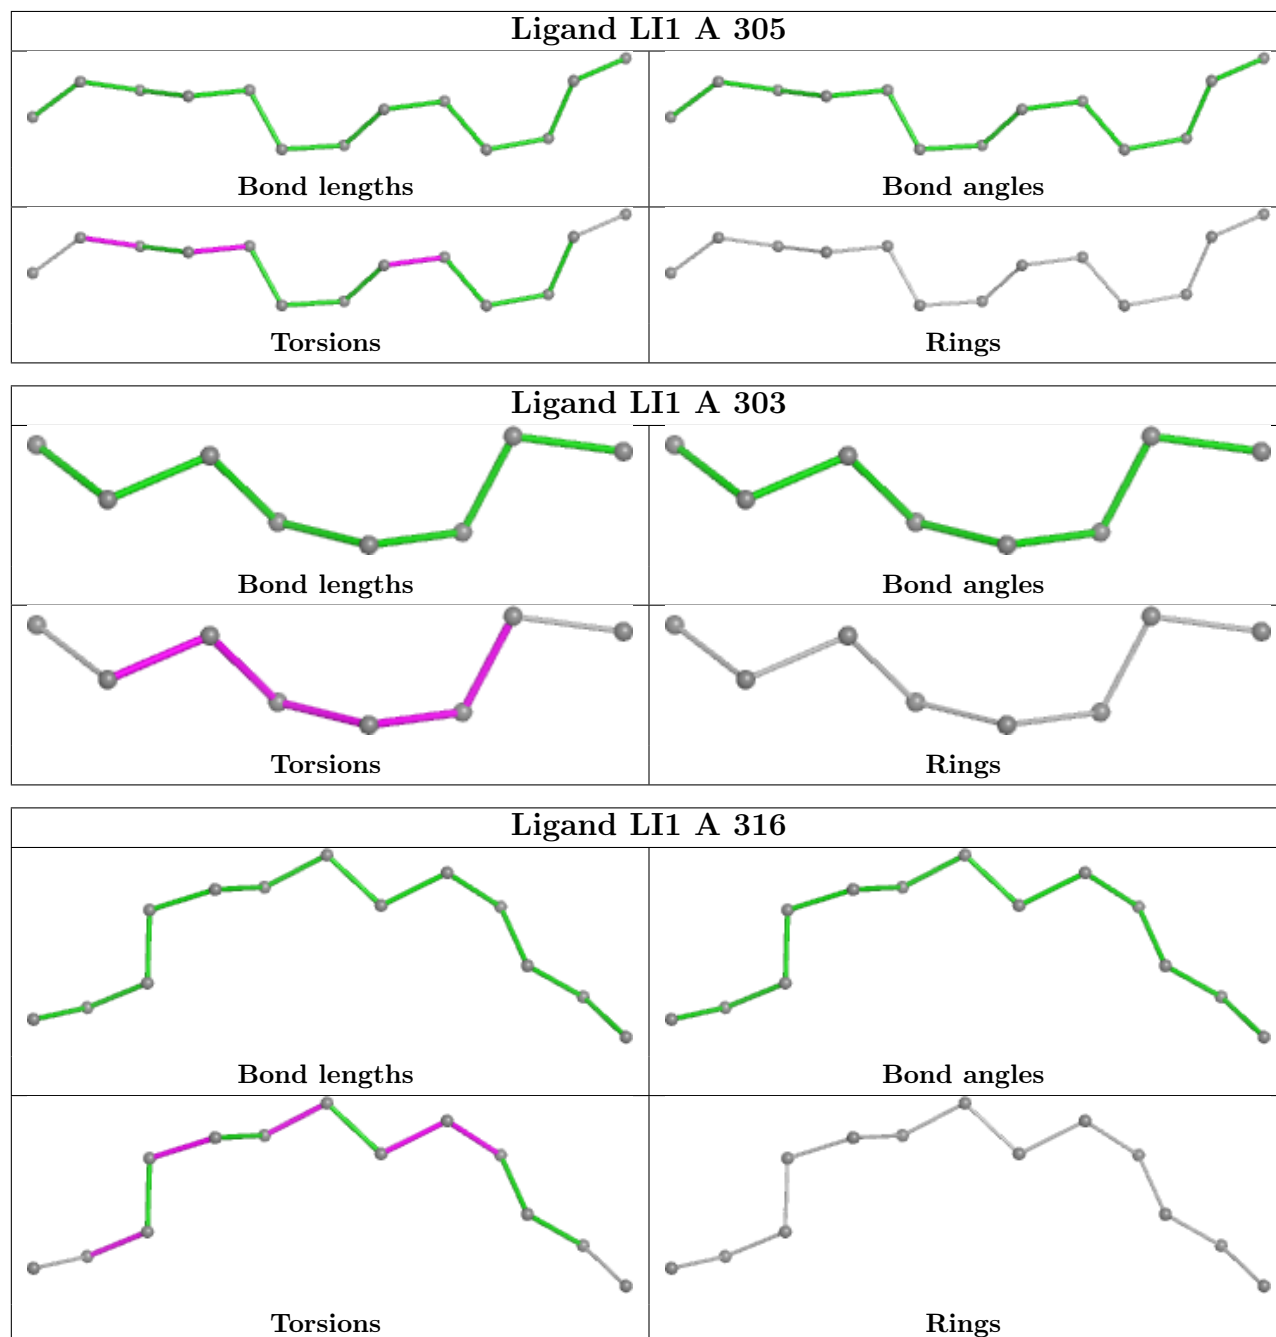 Ligand LI1 A 305
Bond lengths
Bond angles
Torsions
Rings
Ligand LI1 A 303
Bond lengths
Bond angles
Torsions
Rings
Ligand LI1 A 316
Bond lengths
Bond angles
Torsions
Rings